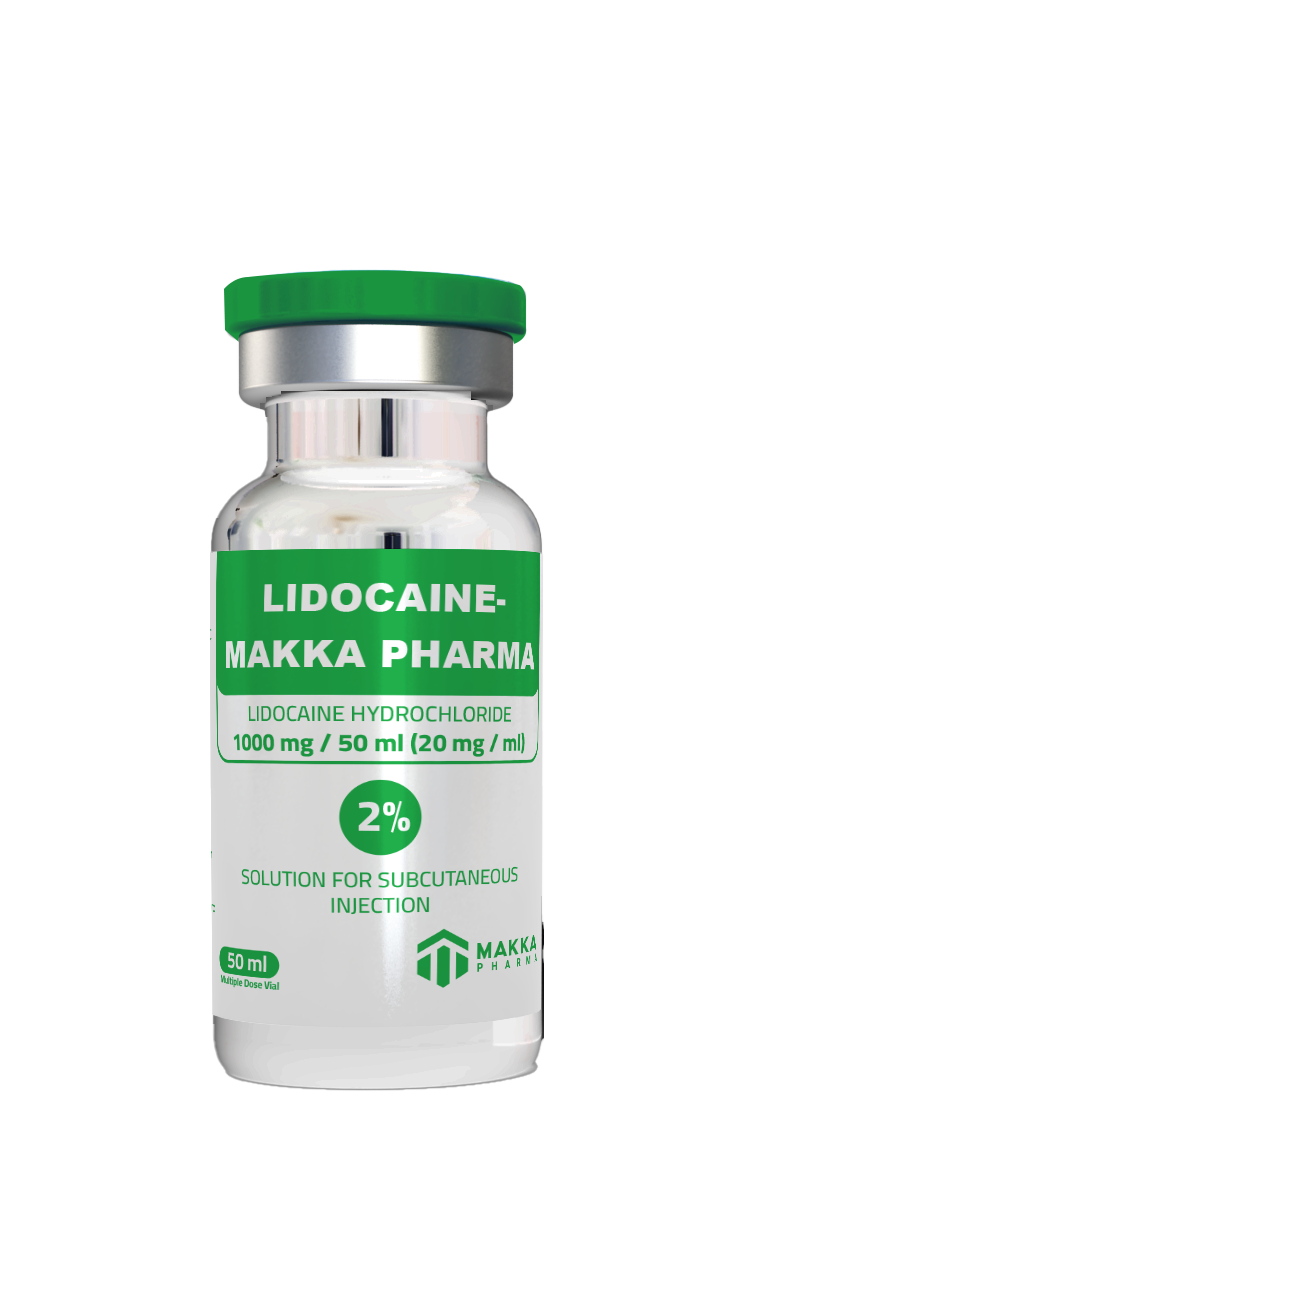 LIDOCAINE-
MAKKA PHARMA
LIDOCAINE HYDROCHLORIDE
1000 mg / 50 ml (20 mg / ml)
2%
SOLUTION FOR SUBCUTANEOUS
INJECTION
50 ml
Multiple Dose Vial
MAKKA
PHARMA